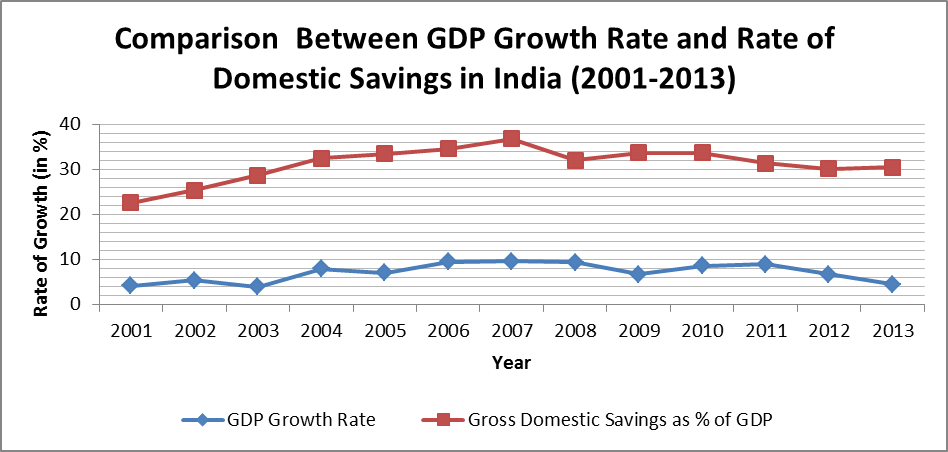 Comparison  Between GDP Growth Rate and Rate of
Domestic Savings in India (2001-2013)
Rate of Growth (in %)
40
30
20
10
0
2001 2002 2003 2004 2005 2006 2007 2008 2009 2010 2011 2012 2013
Year
GDP Growth Rate Gross Domestic Savings as % of GDP